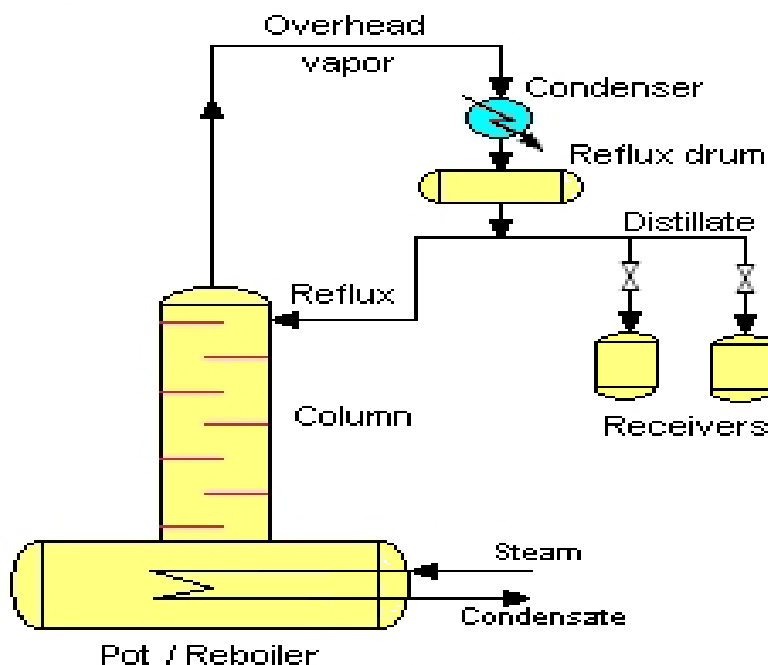 Overhead
vapor
Condenser
Reflux drum
Distillate
Reflux
Column
Receivers
Steam
Condensate
Pot / Reboiler